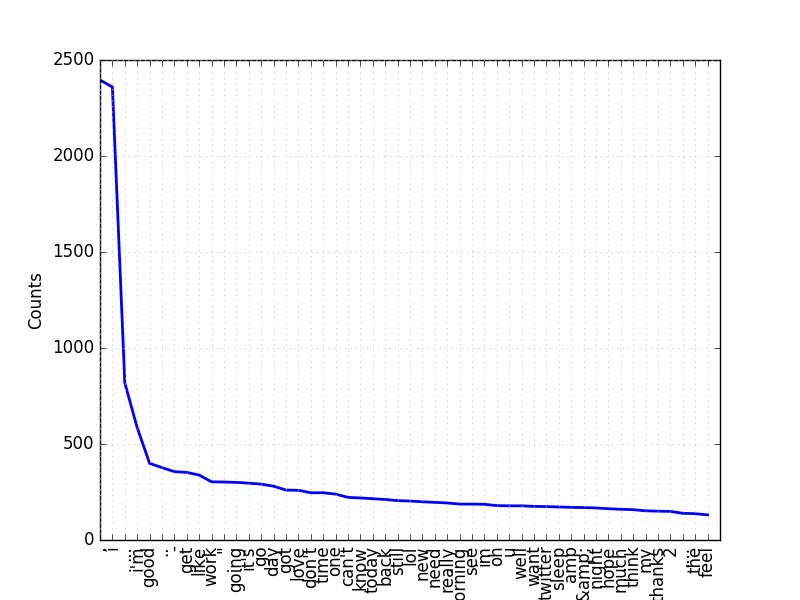 2500
2000
1500
1000
500
0
Counts
i
...
i'm
good
..
-
get
like
work
"
going
it's
go
day
got
love
don't
time
one
can't
know
today
back
still
lol
new
need
really
orning
see
im
oh
u
well
want
twitter
sleep
amp
&amp;
night
hope
much
think
my
thanks
2
the
feel